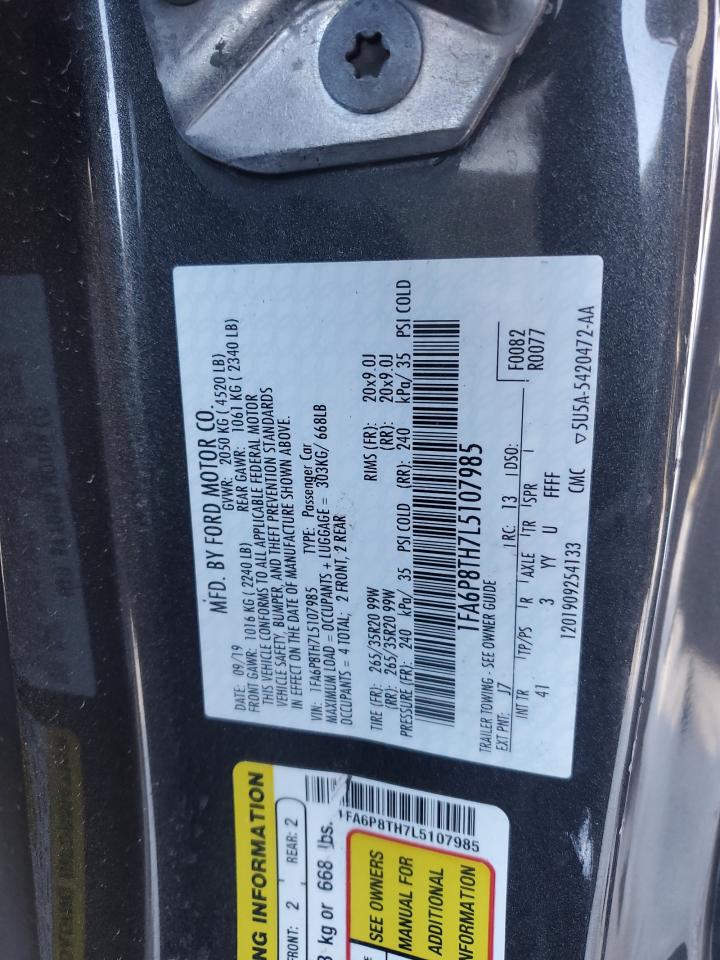 MFD. BY FORD MOTOR CO.
DATE: 09/19 GVWR: 2050 KG ( 4520 LB)
FRONT GAWR: 1016 KG (2240 LB) REAR GAWR: 1061 KG ( 2340 LB)
THIS VEHICLE CONFORMS TO ALL APPLICABLE FEDERAL MOTOR
VEHICLE SAFETY, BUMPER, AND THEFT PREVENTION STANDARDS
IN EFFECT ON THE DATE OF MANUFACTURE SHOWN ABOVE.
VIN: 1FA6P8TH7L5107985 TYPE: Passenger Car
MAXIMUM LOAD = OCCUPANTS + LUGGAGE = 303KG/ 668LB
OCCUPANTS = 4 TOTAL; 2 FRONT, 2 REAR
TIRE (FR): 265/35R20 99W RIMS (FR): 20x9.0J
(RR): 265/35R20 99W (RR): 20x9.0J
PRESSURE (FR): 240 kPa/ 35 PSI COLD (RR): 240 kPa/ 35 PSI COLD
1FA6P8TH7L5107985
TRAILER TOWING - SEE OWNER GUIDE
F0082
R0077
EXT PNT: J7 RC: 13 DSO:
INT TR TP/PS R AXLE TR SPR
41 3 YY U FFFF
1201909254133 CMC ▽5U5A-5420472-AA
NG INFORMATION
FRONT: 2 REAR: 2
kg or 668 lbs.
1FA6P8TH7L5107985
SEE OWNERS
MANUAL FOR
ADDITIONAL
INFORMATION